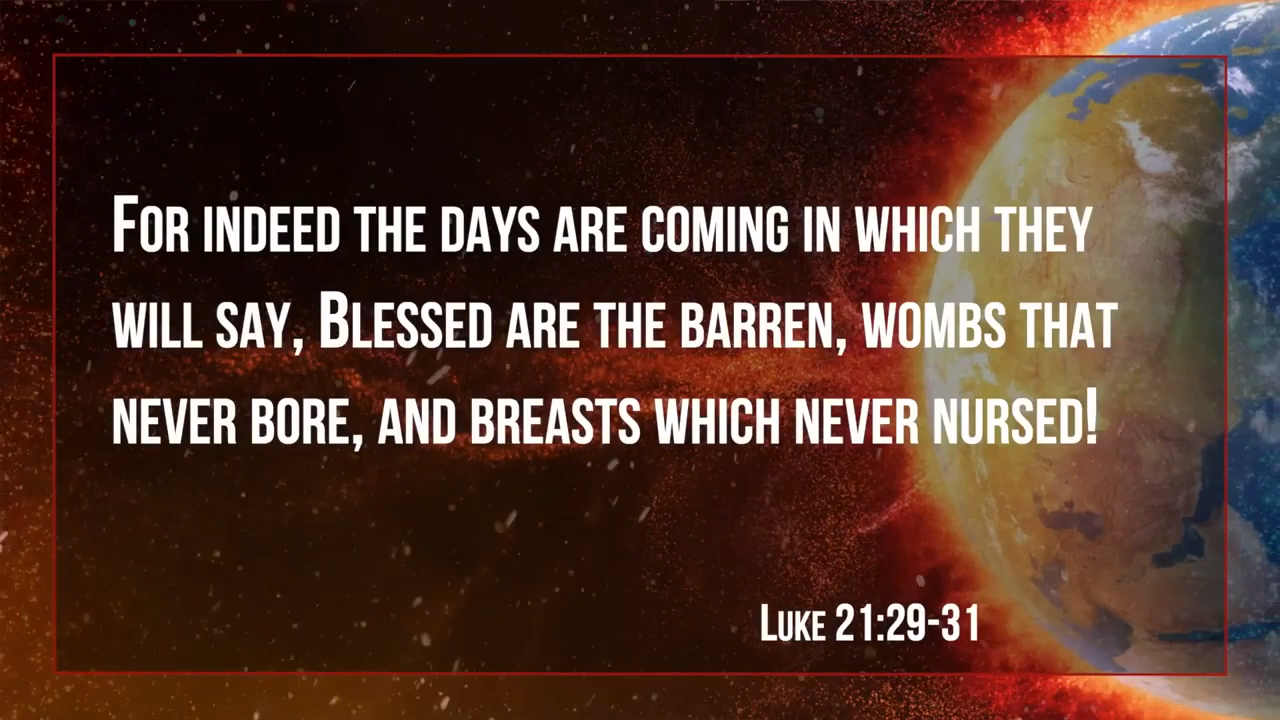 For indeed the days are coming in which they
will say, Blessed are the barren, wombs that
never bore, and breasts which never nursed!
Luke 21:29-31